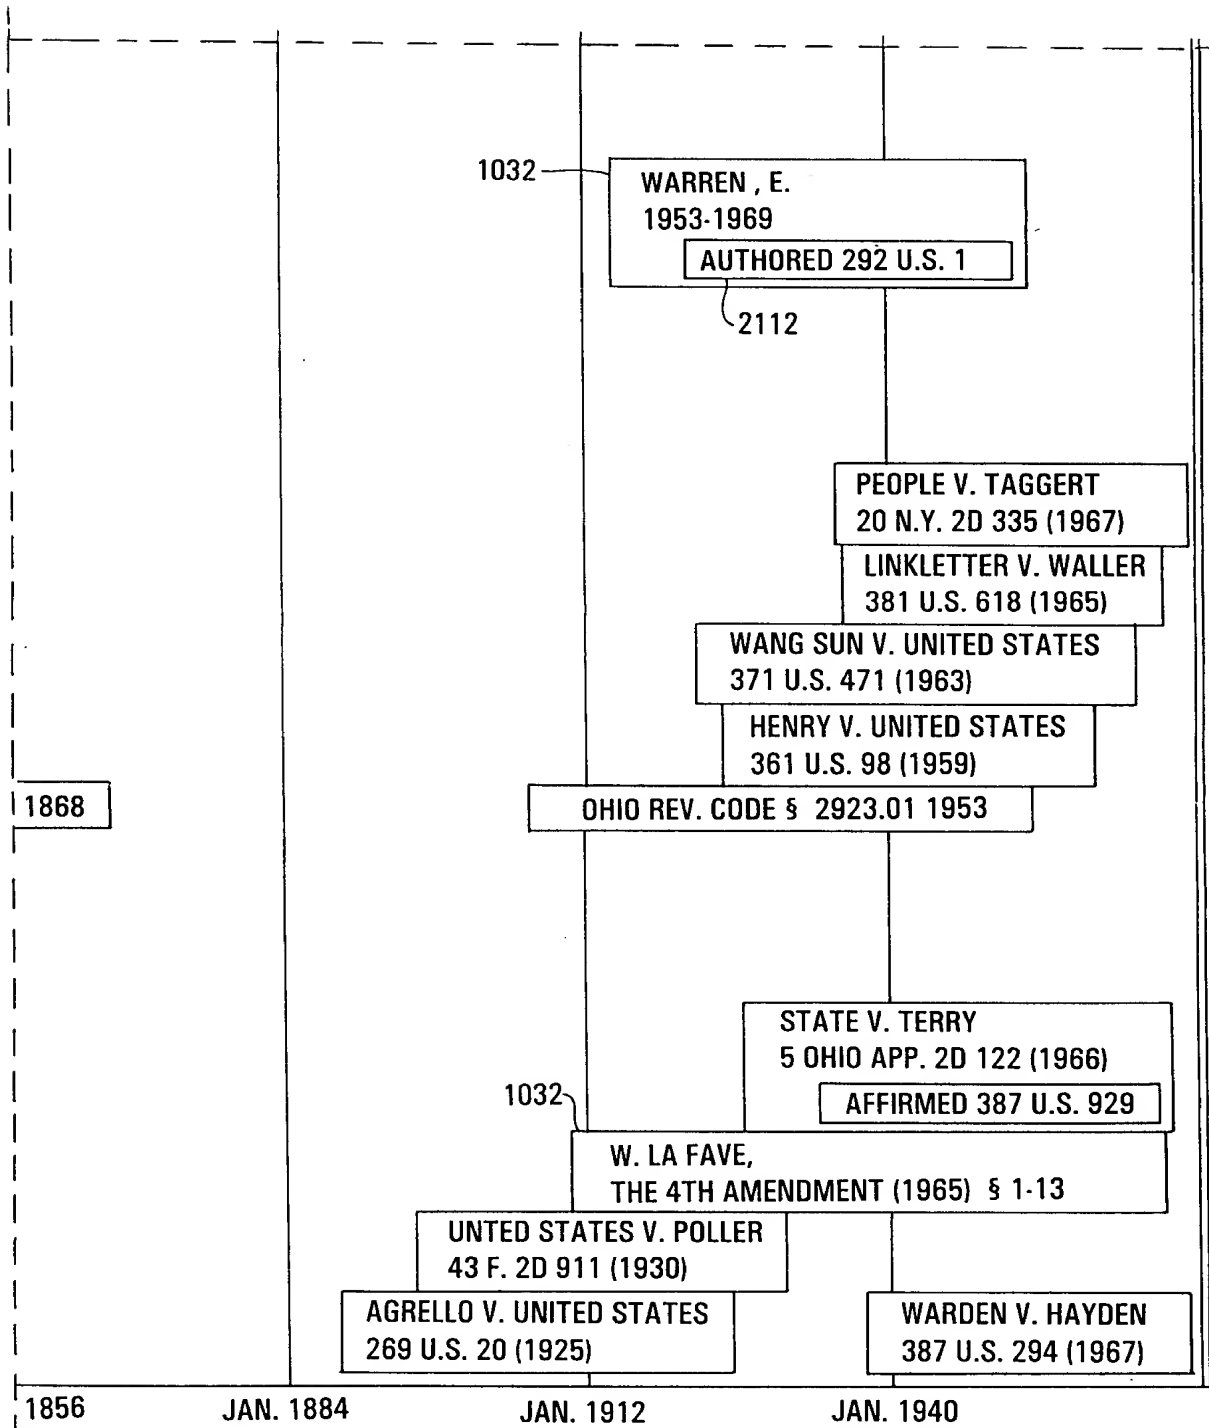 1032
WARREN , E.
1953-1969
AUTHORED 292 U.S. 1
2112
PEOPLE V. TAGGERT
20 N.Y. 2D 335 (1967)
LINKLETTER V. WALLER
381 U.S. 618 (1965)
WANG SUN V. UNITED STATES
371 U.S. 471 (1963)
HENRY V. UNITED STATES
361 U.S. 98 (1959)
1868
OHIO REV. CODE § 2923.01 1953
STATE V. TERRY
5 OHIO APP. 2D 122 (1966)
AFFIRMED 387 U.S. 929
1032
W. LA FAVE,
THE 4TH AMENDMENT (1965) § 1-13
UNTED STATES V. POLLER
43 F. 2D 911 (1930)
AGRELLO V. UNITED STATES
269 U.S. 20 (1925)
WARDEN V. HAYDEN
387 U.S. 294 (1967)
1856 JAN. 1884 JAN. 1912 JAN. 1940